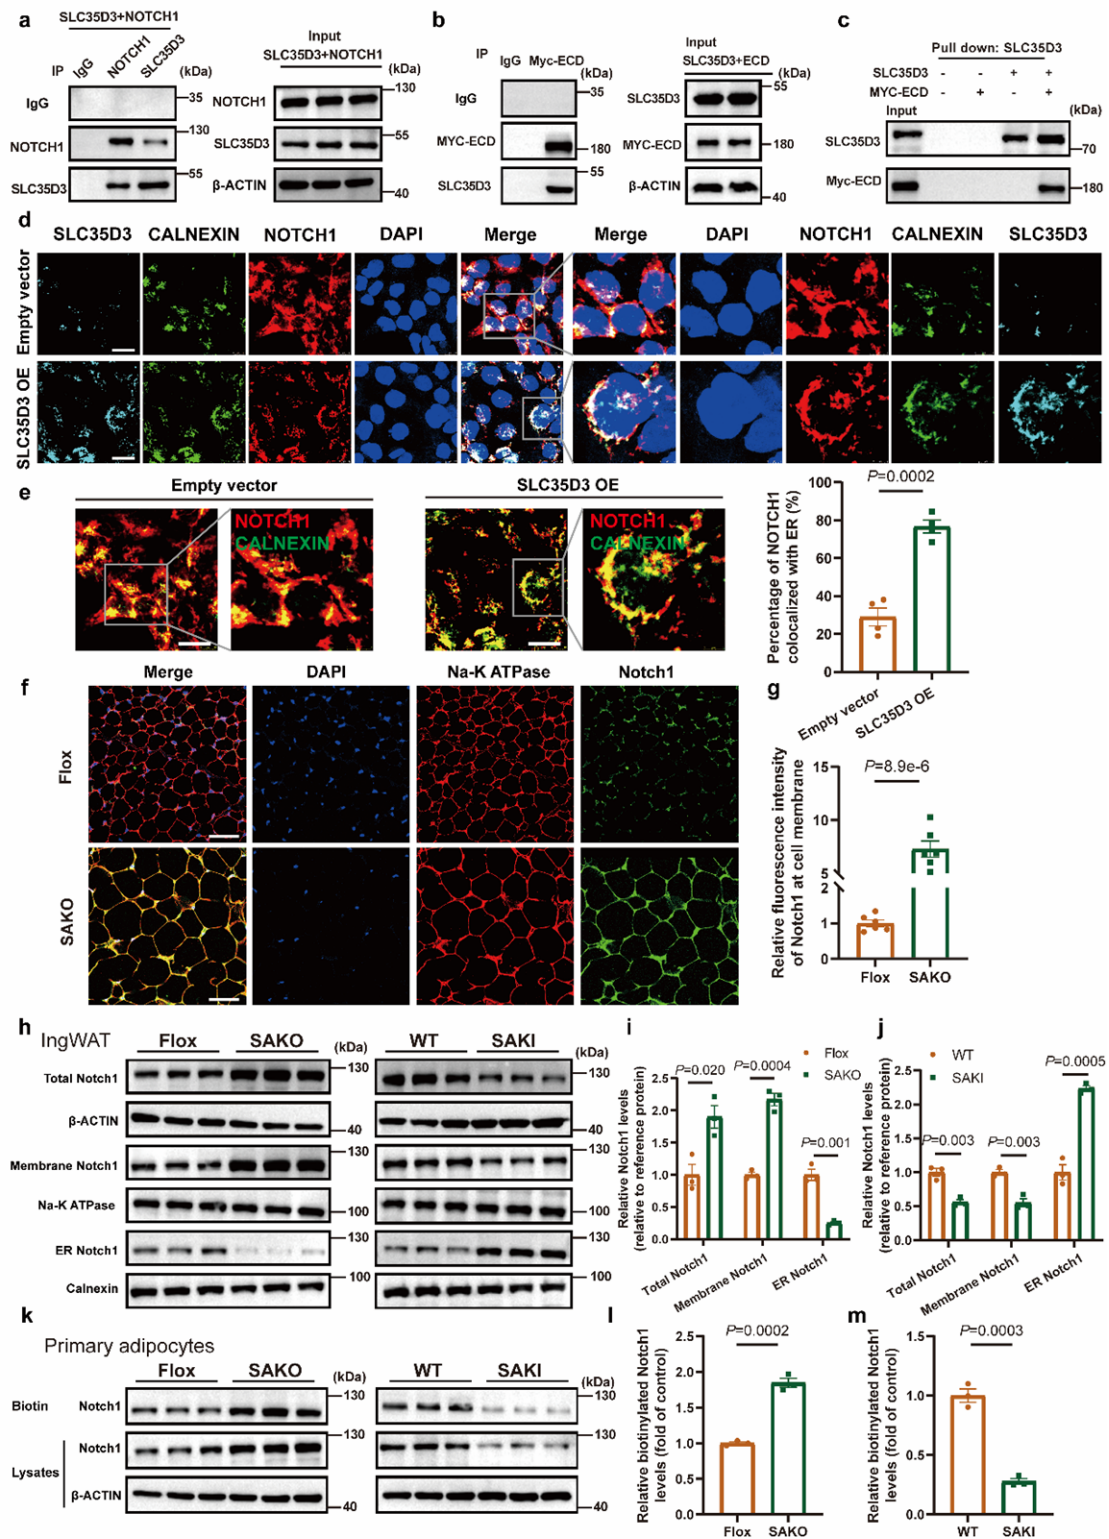 a
SLC35D3+NOTCH1
IP IgG NOTCH1 SLC35D3 (kDa)
IgG 35
NOTCH1 130
SLC35D3 55
Input
SLC35D3+NOTCH1
(kDa)
NOTCH1 130
SLC35D3 55
β-ACTIN 40
b
IP IgG Myc-ECD (kDa)
IgG 35
MYC-ECD 180
SLC35D3 55
Input
SLC35D3+ECD
(kDa)
SLC35D3 55
MYC-ECD 180
β-ACTIN 40
c
Pull down: SLC35D3
SLC35D3 - - + +
MYC-ECD - + - +
Input (kDa)
SLC35D3 70
Myc-ECD 180
d
SLC35D3 CALNEXIN NOTCH1 DAPI Merge Merge DAPI NOTCH1 CALNEXIN SLC35D3
Empty vector
SLC35D3 OE
e
Empty vector SLC35D3 OE
NOTCH1 NOTCH1
CALNEXIN CALNEXIN
Percentage of NOTCH1
colocalized with ER (%)
P=0.0002
100
80
60
40
20
0
Empty vector SLC35D3 OE
f
Merge DAPI Na-K ATPase Notch1
Flox
SAKO
g
Relative fluorescence intensity
of Notch1 at cell membrane
P=8.9e-6
15
10
5
2
1
0
Flox SAKO
h IngWAT
Flox SAKO (kDa) WT SAKI (kDa)
Total Notch1 130 130
β-ACTIN 40 40
Membrane Notch1 130 130
Na-K ATPase 100 100
ER Notch1 130 130
Calnexin 100 100
i
Flox
SAKO
Relative Notch1 levels
(relative to reference protein)
P=0.020 P=0.0004 P=0.001
2.5
2.0
1.5
1.0
0.5
0.0
Total Notch1 Membrane Notch1 ER Notch1
j
WT
SAKI
Relative Notch1 levels
(relative to reference protein)
P=0.003 P=0.003 P=0.0005
2.5
2.0
1.5
1.0
0.5
0.0
Total Notch1 Membrane Notch1 ER Notch1
k
Primary adipocytes
Flox SAKO (kDa) WT SAKI (kDa)
Biotin Notch1 130 130
Lysates
Notch1 130 130
β-ACTIN 40 40
l
Relative biotinylated Notch1
levels (fold of control)
P=0.0002
2.5
2.0
1.5
1.0
0.5
0.0
Flox SAKO
m
Relative biotinylated Notch1
levels (fold of control)
P=0.0003
1.5
1.0
0.5
0.0
WT SAKI